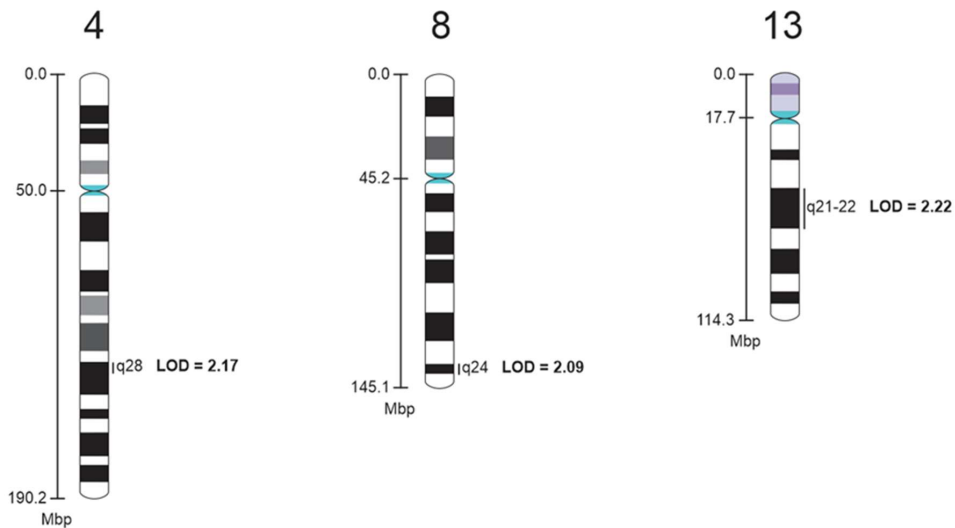 4
0.0
50.0
q28 LOD = 2.17
190.2
Mbp
8
0.0
45.2
q24 LOD = 2.09
145.1
Mbp
13
0.0
17.7
q21-22 LOD = 2.22
114.3
Mbp